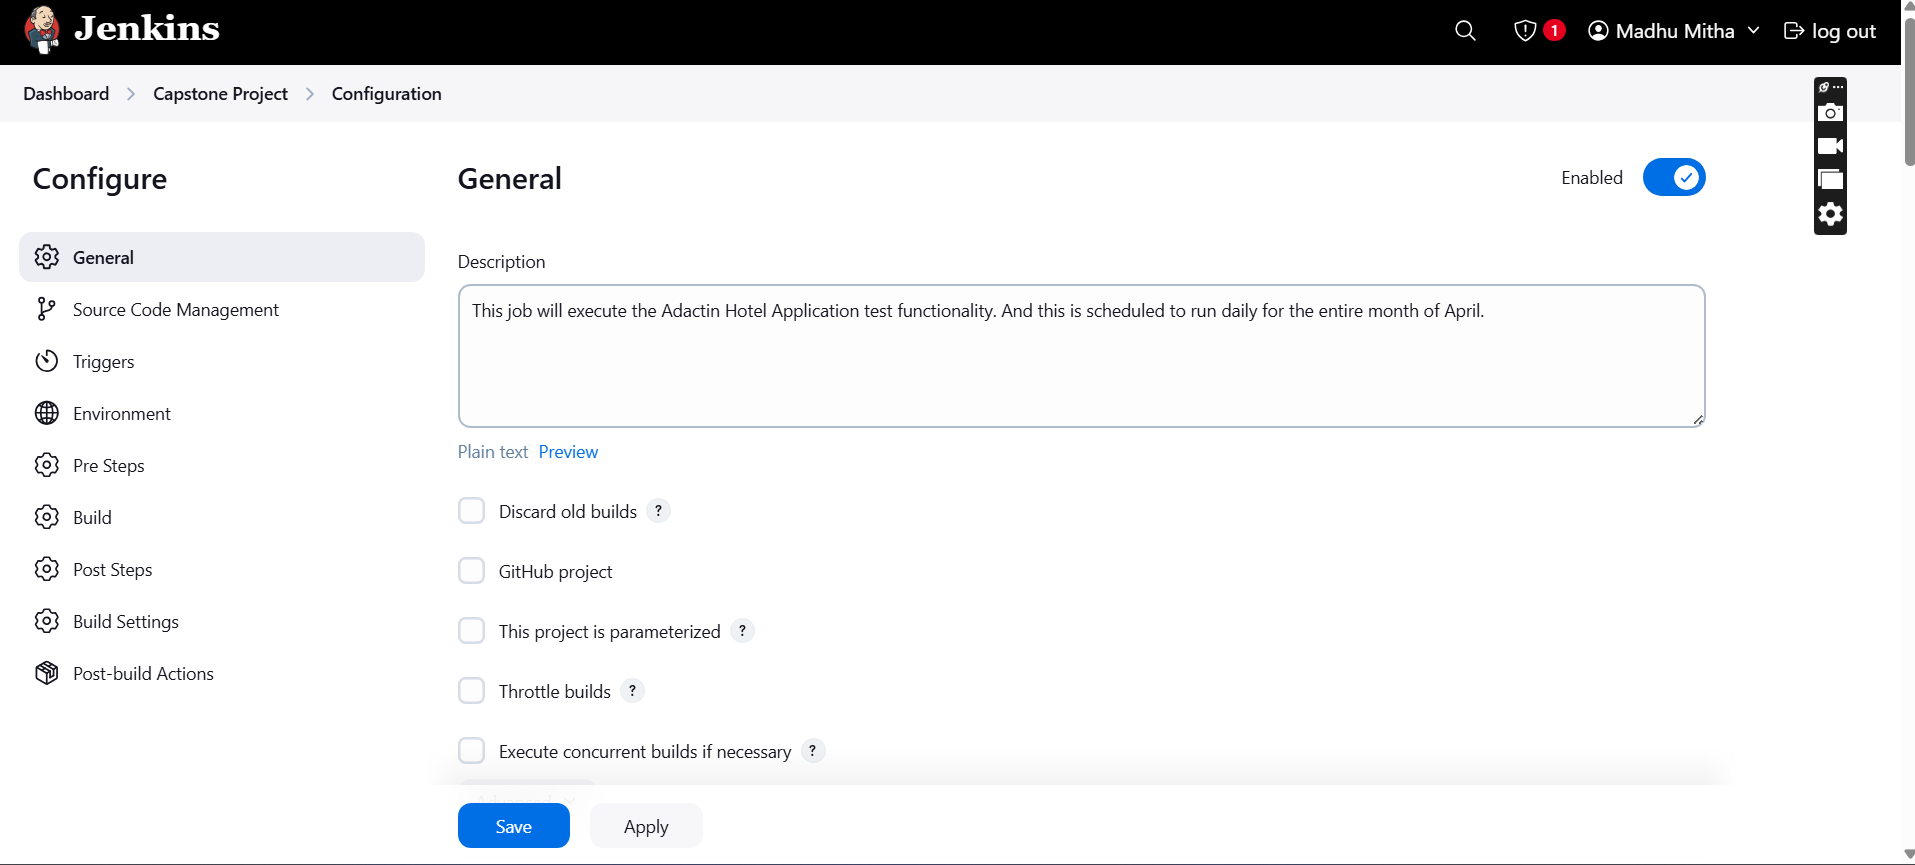 Jenkins
1
Madhu Mitha
log out
Dashboard
Capstone Project
Configuration
Configure
General
Source Code Management
Triggers
Environment
Pre Steps
Build
Post Steps
Build Settings
Post-build Actions
General
Enabled
Description
This job will execute the Adactin Hotel Application test functionality. And this is scheduled to run daily for the entire month of April.
Plain text Preview
Discard old builds ?
GitHub project
This project is parameterized ?
Throttle builds ?
Execute concurrent builds if necessary ?
Save
Apply